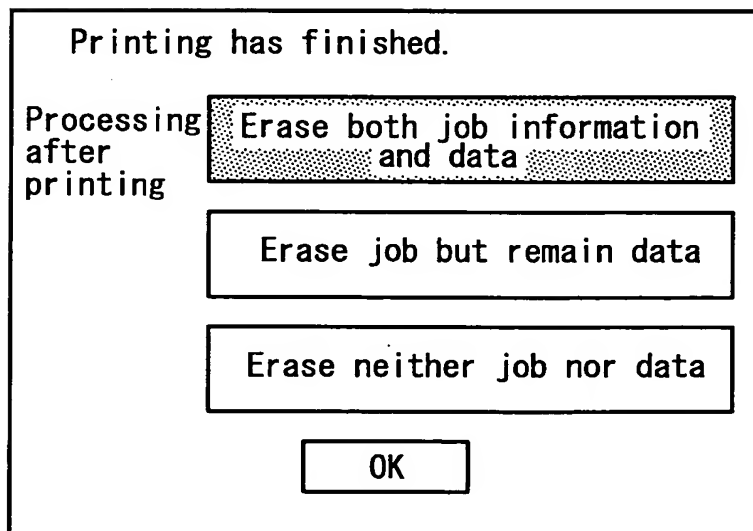 Printing has finished.
Processing
after
printing
Erase both job information
and data
Erase job but remain data
Erase neither job nor data
OK